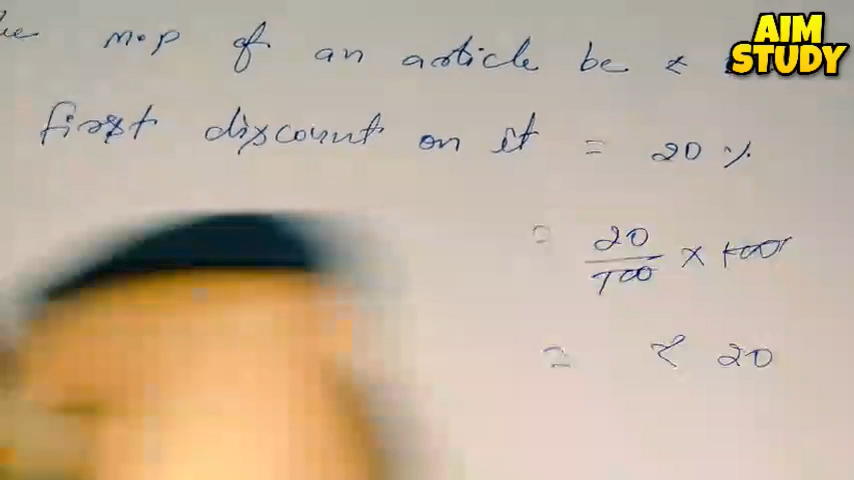 AIM
STUDY
m.p of an article be ₹
first discount on it = 20 %
= 20/100 × 100
= ₹ 20